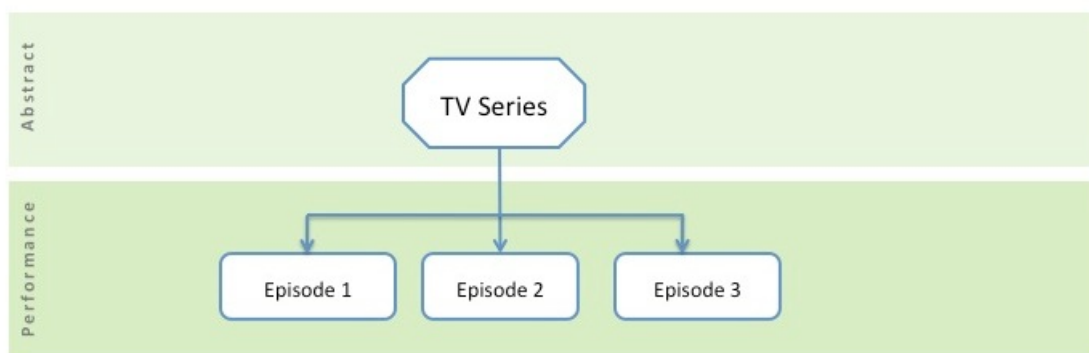 Abstract
TV Series
Performance
Episode 1
Episode 2
Episode 3